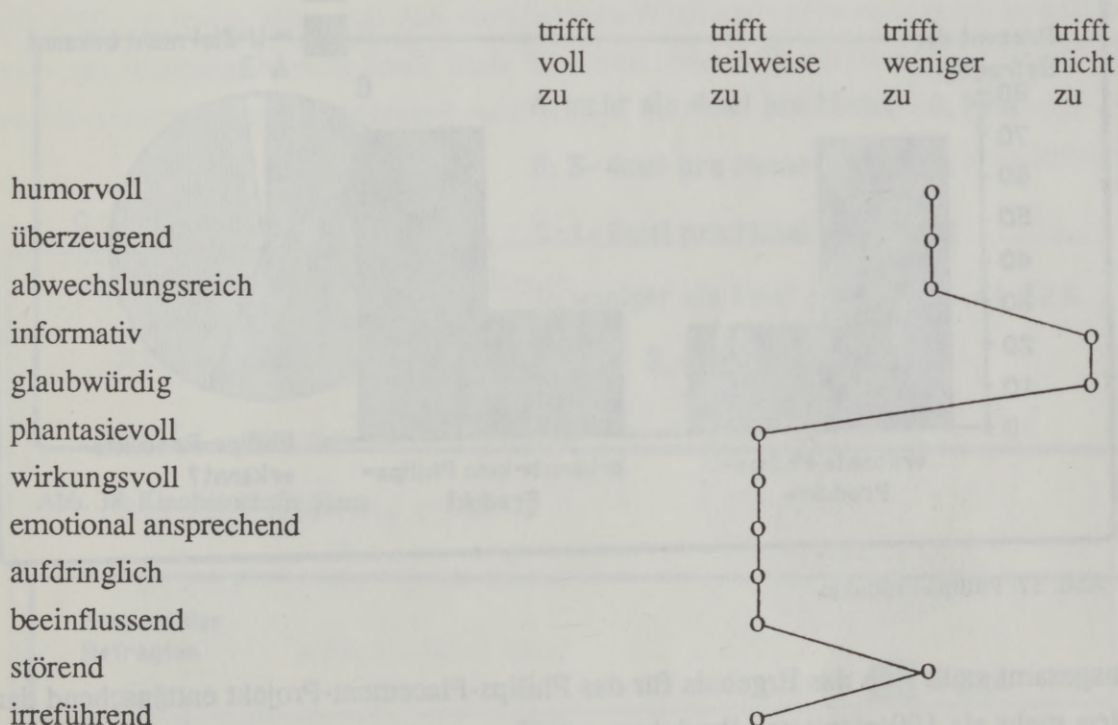 trifft trifft trifft trifft
voll teilweise weniger nicht
zu zu zu zu
humorvoll
überzeugend
abwechslungsreich
informativ
glaubwürdig
phantasievoll
wirkungsvoll
emotional ansprechend
aufdringlich
beeinflussend
störend
irreführend